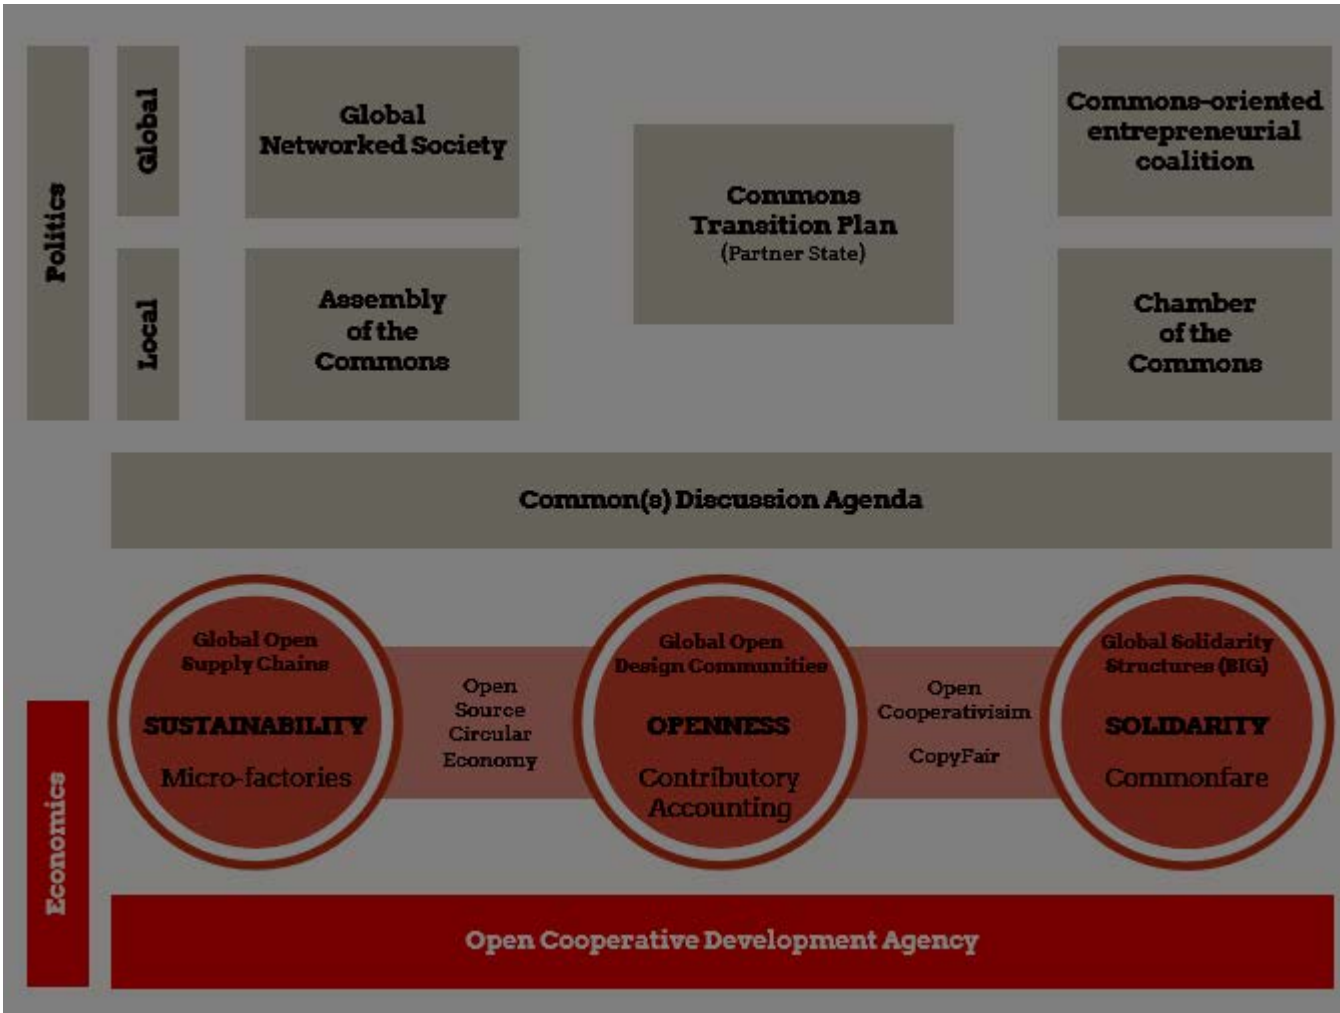 Politics
Global
Local
Global
Networked Society
Assembly
of the
Commons
Commons
Transition Plan
(Partner State)
Commons-oriented
entrepreneurial
coalition
Chamber
of the
Commons
Common(s) Discussion Agenda
Economics
Global Open
Supply Chains
SUSTAINABILITY
Micro-factories
Open
Source
Circular
Economy
Global Open
Design Communities
OPENNESS
Contributory
Accounting
Open
Cooperativisim
CopyFair
Global Solidarity
Structures (BIG)
SOLIDARITY
Commonfare
Open Cooperative Development Agency